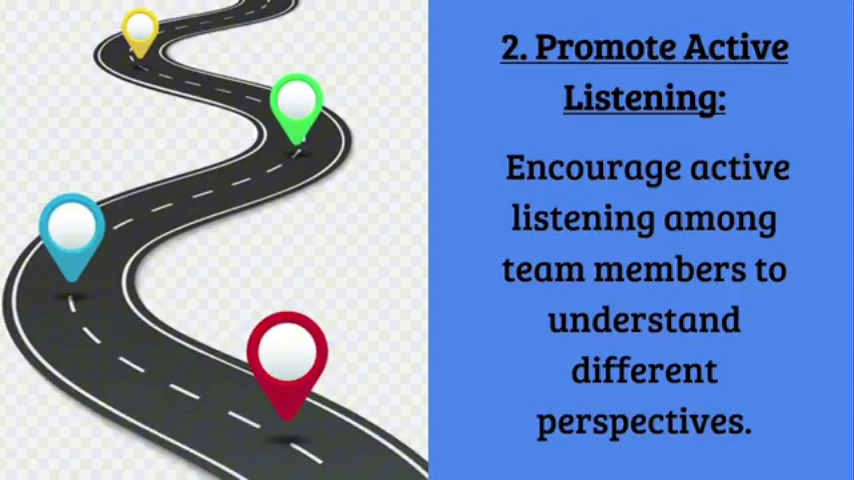 2. Promote Active
Listening:
Encourage active
listening among
team members to
understand
different
perspectives.